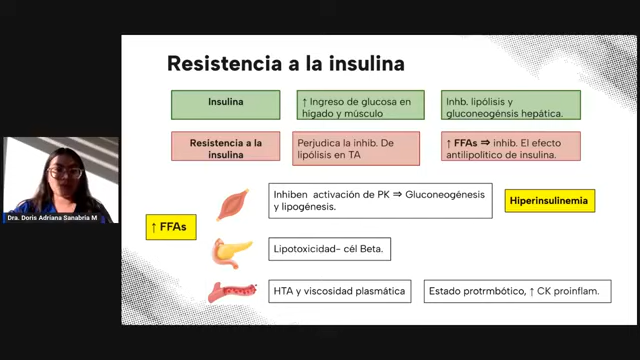 Resistencia a la insulina
Insulina
↑ Ingreso de glucosa en
hígado y músculo
Inhb. lipólisis y
gluconeogénsis hepática.
Resistencia a la
insulina
Perjudica la inhib. De
lipólisis en TA
↑ FFAs ⇒ inhib. El efecto
antilipolitico de insulina.
Inhiben activación de PK ⇒ Gluconeogénesis
y lipogénesis.
Hiperinsulinemia
↑ FFAs
Lipotoxicidad- cél Beta.
HTA y viscosidad plasmática
Estado protrmbótico, ↑ CK proinflam.
Dra. Doris Adriana Sanabria M